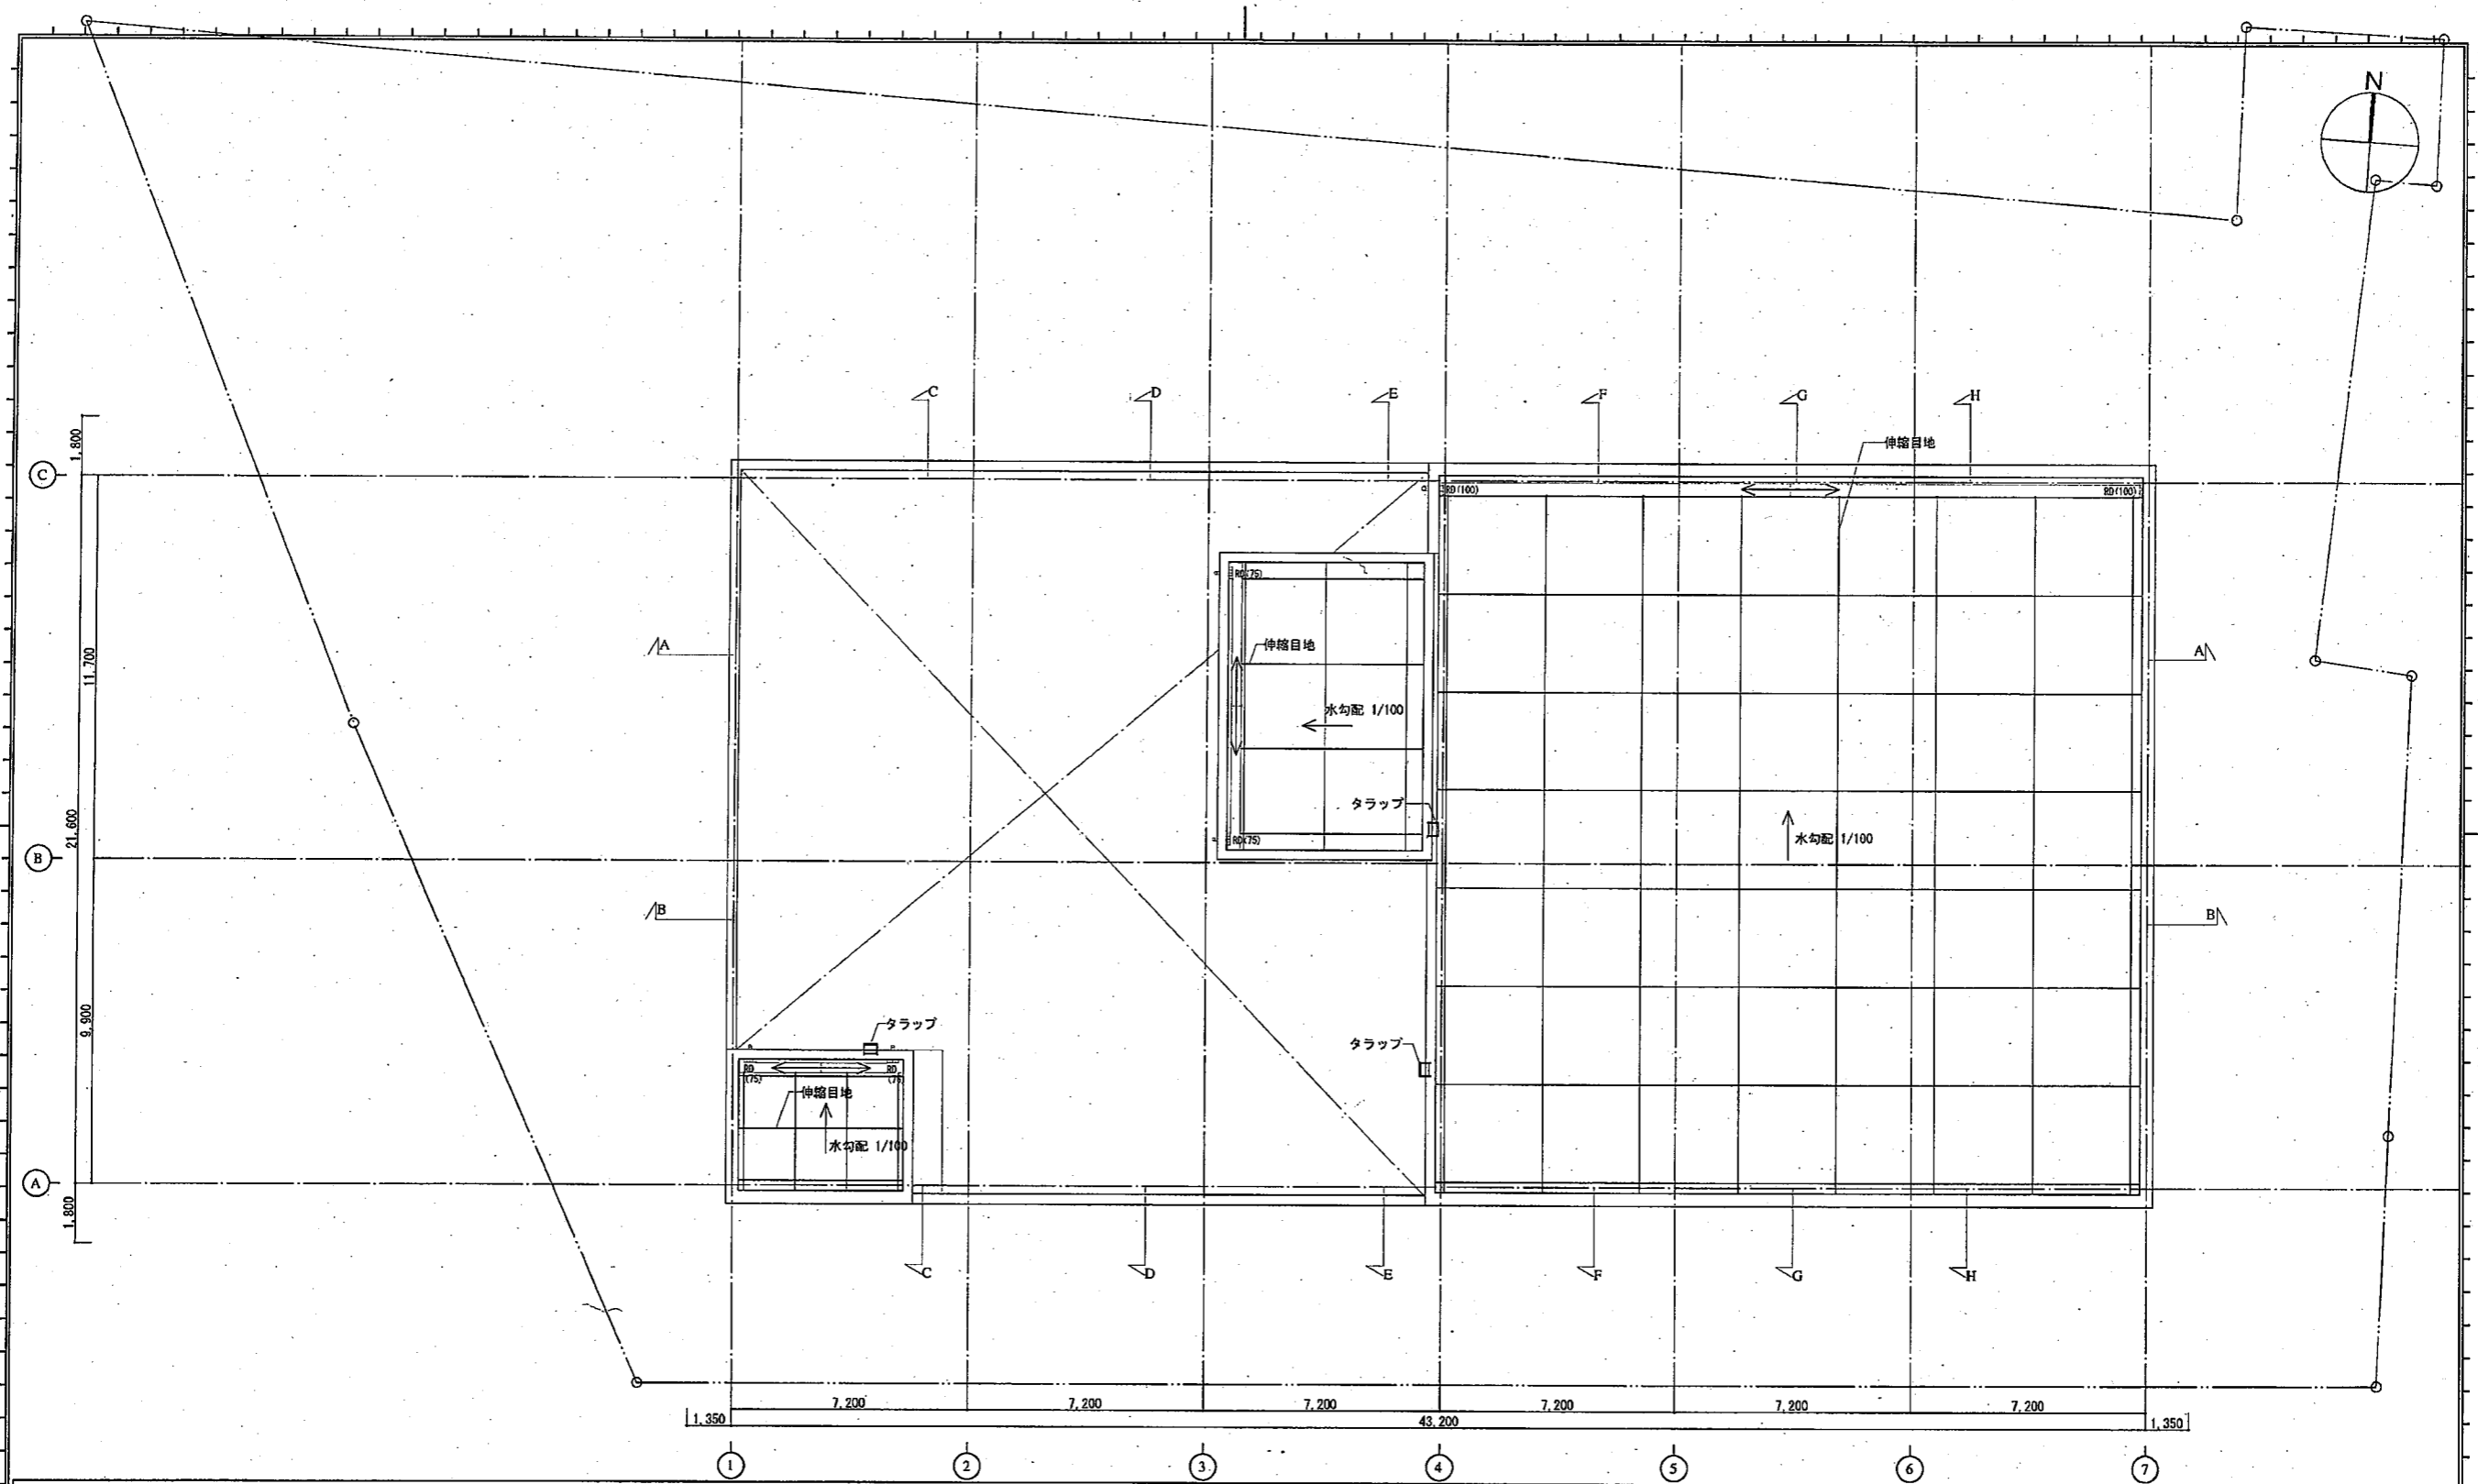 N
C
D
E
F
G
H
伸縮目地
1,800
C
RD(100)
RD(100)
RD(75)
伸縮目地
A
A
11,700
水勾配 1/100
タラップ
21,600
水勾配 1/100
RD(75)
B
B
B
9,900
タラップ
タラップ
RD
(75)
RD
(75
伸縮目地
水勾配 1/100
A
1,800
C
D
E
F
G
H
7,200
7,200
7,200
7,200
7,200
7,200
1,350
43,200
1,350
1
2
3
4
5
6
7